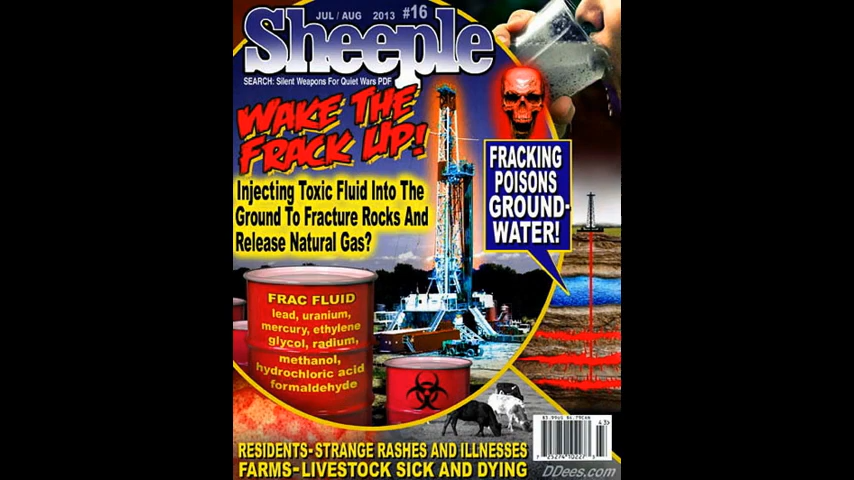 JUL / AUG 2013 #16
Sheeple
SEARCH: Silent Weapons For Quiet Wars PDF
WAKE THE
FRACK UP!
Injecting Toxic Fluid Into The
Ground To Fracture Rocks And
Release Natural Gas?
FRACKING
POISONS
GROUND-
WATER!
FRAC FLUID
lead, uranium,
mercury, ethylene
glycol, radium,
methanol,
hydrochloric acid
formaldehyde
RESIDENTS-STRANGE RASHES AND ILLNESSES
FARMS-LIVESTOCK SICK AND DYING
DDees.com